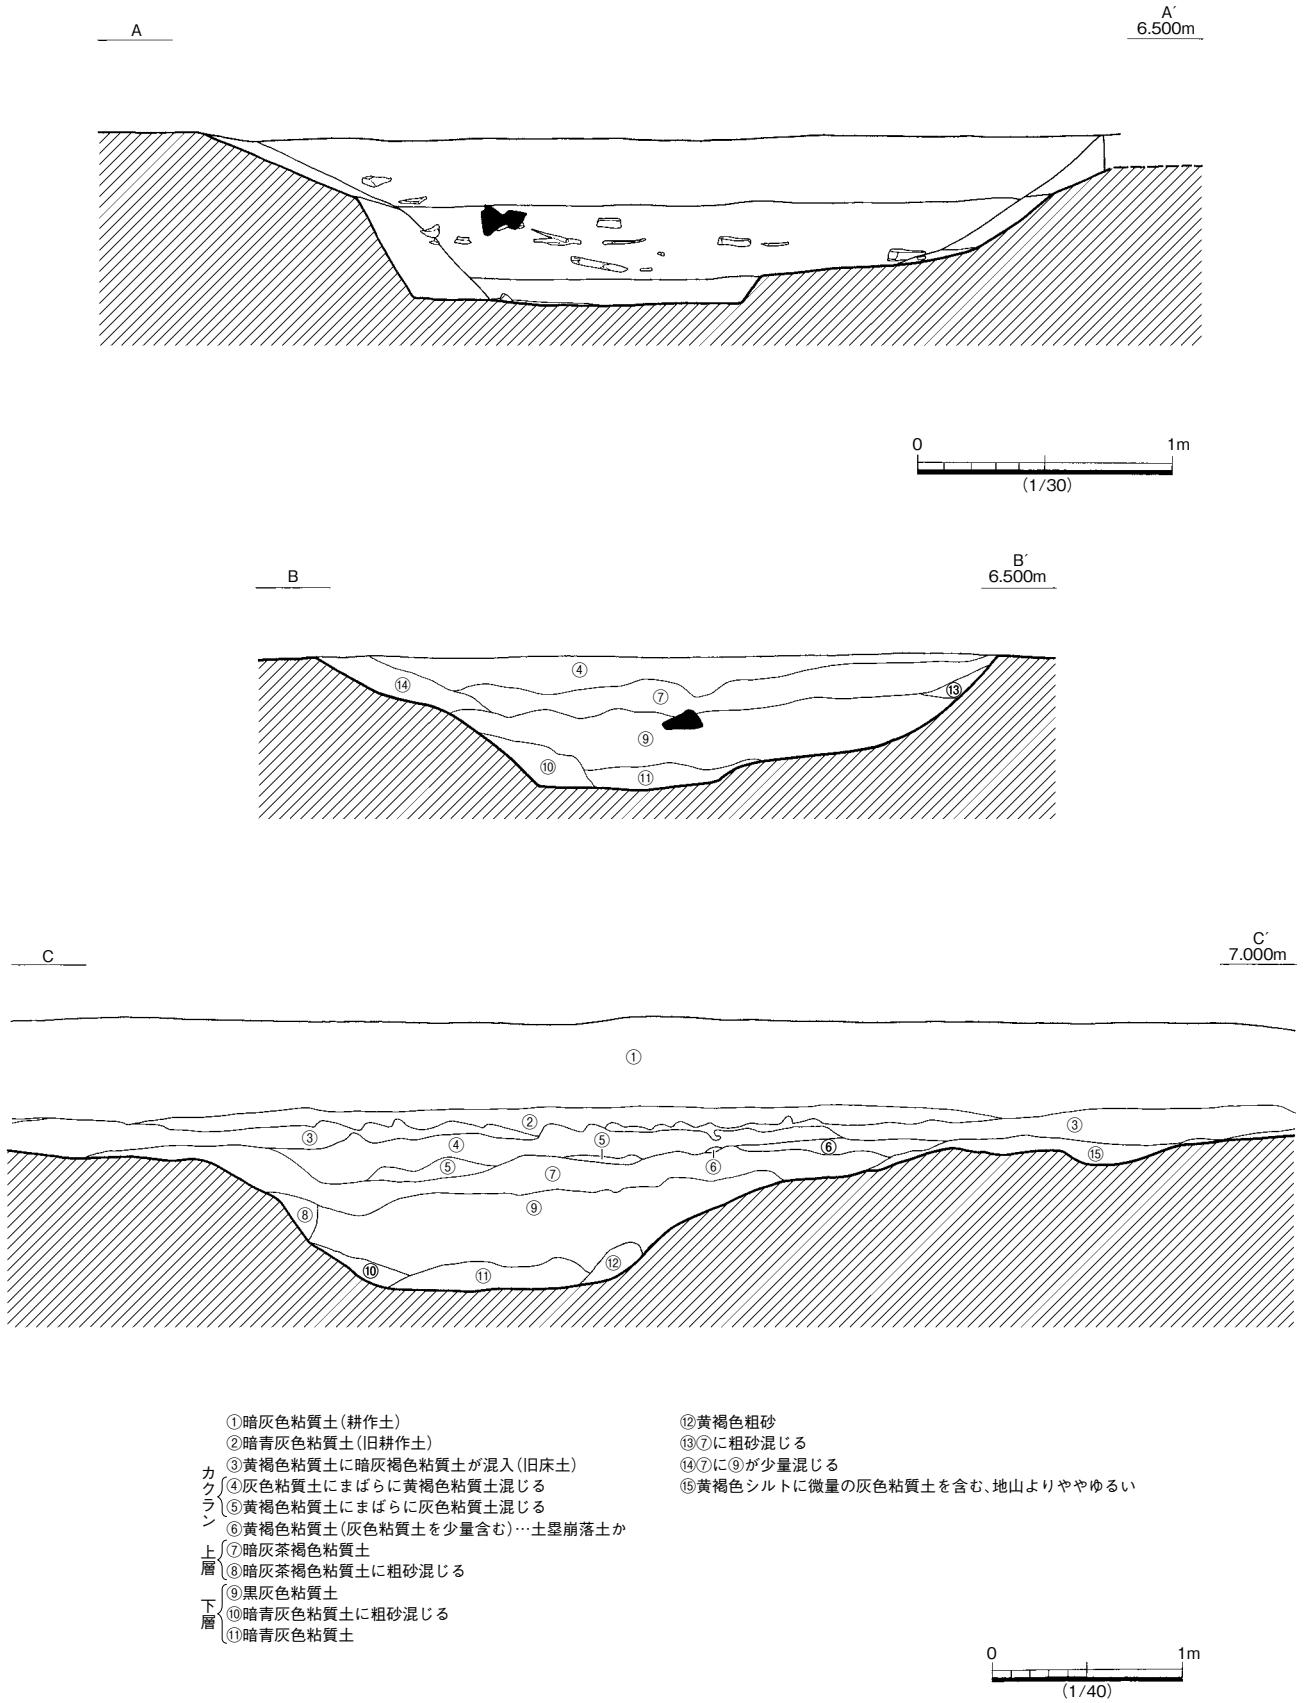 A
A′
6.500m
0 1m
(1/30)
B
B′
6.500m
④
⑭
⑦
⑬
⑨
⑩
⑪
C
C′
7.000m
①
②
③
③
④
⑤
⑥
⑤
⑥
⑮
⑦
⑧
⑨
⑩
⑪
⑫
①暗灰色粘質土(耕作土)
②暗青灰色粘質土(旧耕作土)
③黄褐色粘質土に暗灰褐色粘質土が混入(旧床土)
カクラン
④灰色粘質土にまばらに黄褐色粘質土混じる
⑤黄褐色粘質土にまばらに灰色粘質土混じる
⑥黄褐色粘質土(灰色粘質土を少量含む)…土塁崩落土か
上層
⑦暗灰茶褐色粘質土
⑧暗灰茶褐色粘質土に粗砂混じる
下層
⑨黒灰色粘質土
⑩暗青灰色粘質土に粗砂混じる
⑪暗青灰色粘質土
⑫黄褐色粗砂
⑬⑦に粗砂混じる
⑭⑦に⑨が少量混じる
⑮黄褐色シルトに微量の灰色粘質土を含む、地山よりややゆるい
0 1m
(1/40)